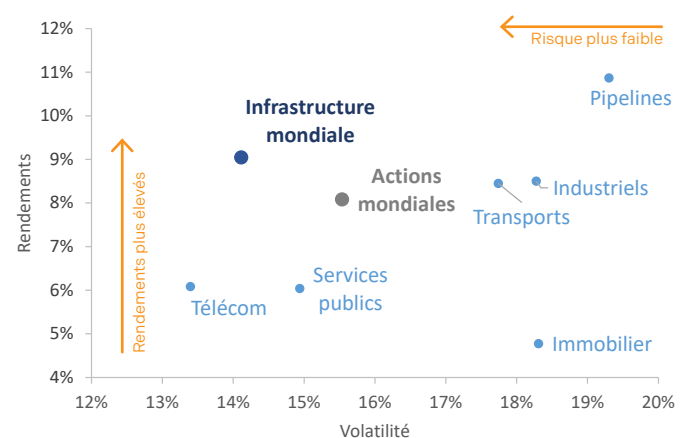 12%
11%
10%
9%
8%
7%
6%
5%
4%
Rendements
Rendements plus élevés
Risque plus faible
Pipelines
Infrastructure
mondiale
Actions
mondiales
Industriels
Transports
Services
publics
Télécom
Immobilier
12%
13%
14%
15%
16%
17%
18%
19%
20%
Volatilité